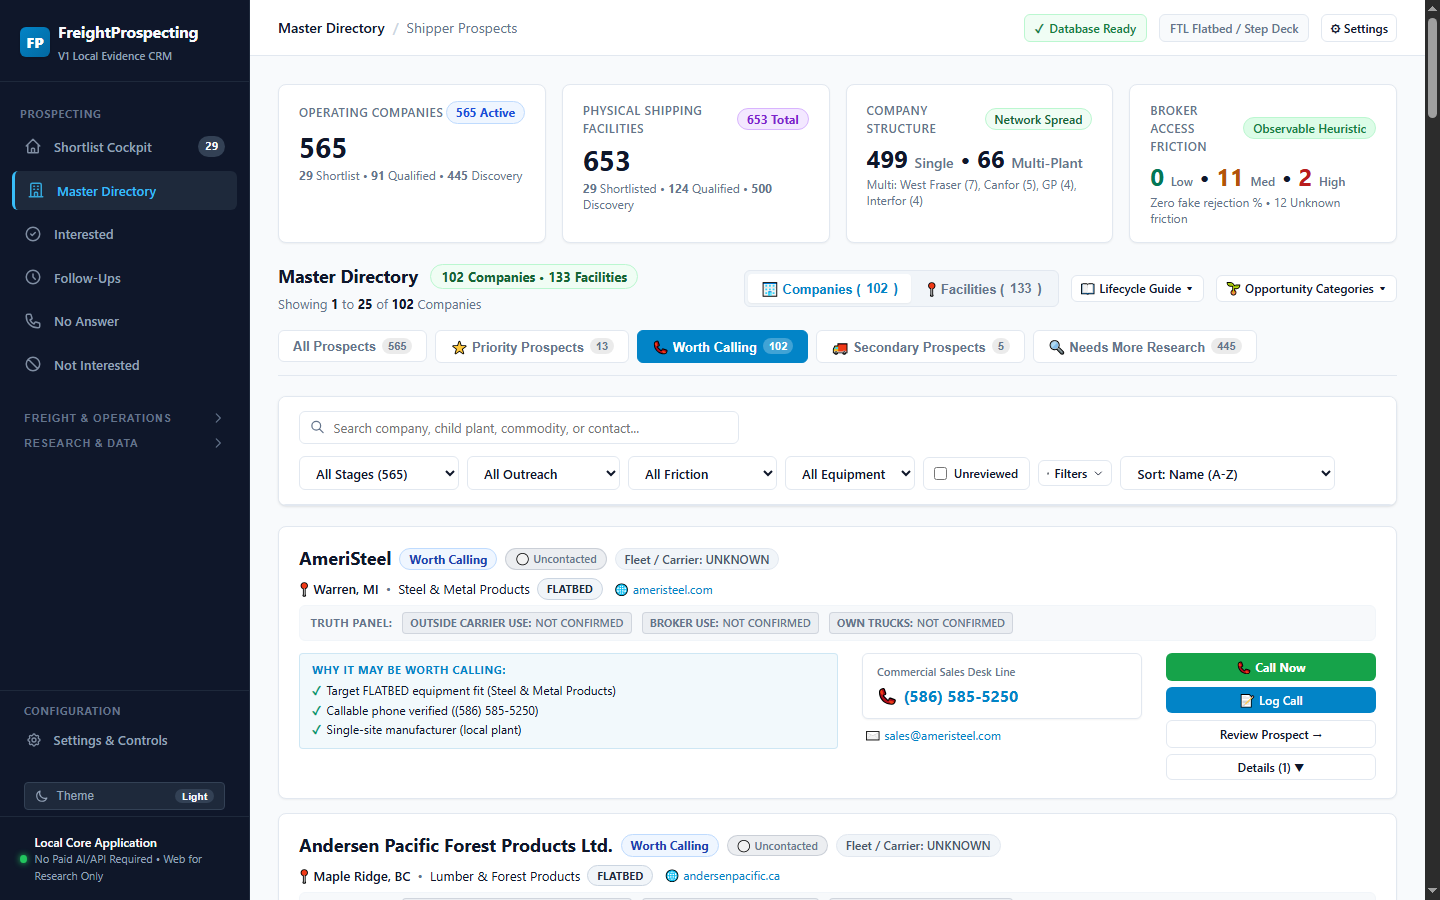 FP
FreightProspecting
V1 Local Evidence CRM
PROSPECTING
Shortlist Cockpit 29
Master Directory
Interested
Follow-Ups
No Answer
Not Interested
FREIGHT & OPERATIONS
RESEARCH & DATA
CONFIGURATION
Settings & Controls
Theme Light
Local Core Application
No Paid AI/API Required • Web for
Research Only
Master Directory / Shipper Prospects
✓ Database Ready
FTL Flatbed / Step Deck
⚙ Settings
OPERATING COMPANIES 565 Active
565
29 Shortlist • 91 Qualified • 445 Discovery
PHYSICAL SHIPPING
FACILITIES
653 Total
653
29 Shortlisted • 124 Qualified • 500
Discovery
COMPANY
STRUCTURE
Network Spread
499 Single • 66 Multi-Plant
Multi: West Fraser (7), Canfor (5), GP (4),
Interfor (4)
BROKER
ACCESS
FRICTION
Observable Heuristic
0 Low • 11 Med • 2 High
Zero fake rejection % • 12 Unknown
friction
Master Directory 102 Companies • 133 Facilities
Showing 1 to 25 of 102 Companies
🏢 Companies ( 102 )
📍 Facilities ( 133 )
📖 Lifecycle Guide ▾
🌱 Opportunity Categories ▾
All Prospects 565
⭐ Priority Prospects 13
📞 Worth Calling 102
🚚 Secondary Prospects 5
🔍 Needs More Research 445
Search company, child plant, commodity, or contact...
All Stages (565)
All Outreach
All Friction
All Equipment
Unreviewed
· Filters
Sort: Name (A-Z)
AmeriSteel Worth Calling Uncontacted Fleet / Carrier: UNKNOWN
📍 Warren, MI • Steel & Metal Products FLATBED 🌐 ameristeel.com
TRUTH PANEL: OUTSIDE CARRIER USE: NOT CONFIRMED BROKER USE: NOT CONFIRMED OWN TRUCKS: NOT CONFIRMED
WHY IT MAY BE WORTH CALLING:
✓ Target FLATBED equipment fit (Steel & Metal Products)
✓ Callable phone verified ((586) 585-5250)
✓ Single-site manufacturer (local plant)
Commercial Sales Desk Line
📞 (586) 585-5250
✉ sales@ameristeel.com
📞 Call Now
📝 Log Call
Review Prospect →
Details (1) ▼
Andersen Pacific Forest Products Ltd. Worth Calling Uncontacted Fleet / Carrier: UNKNOWN
📍 Maple Ridge, BC • Lumber & Forest Products FLATBED 🌐 andersenpacific.ca